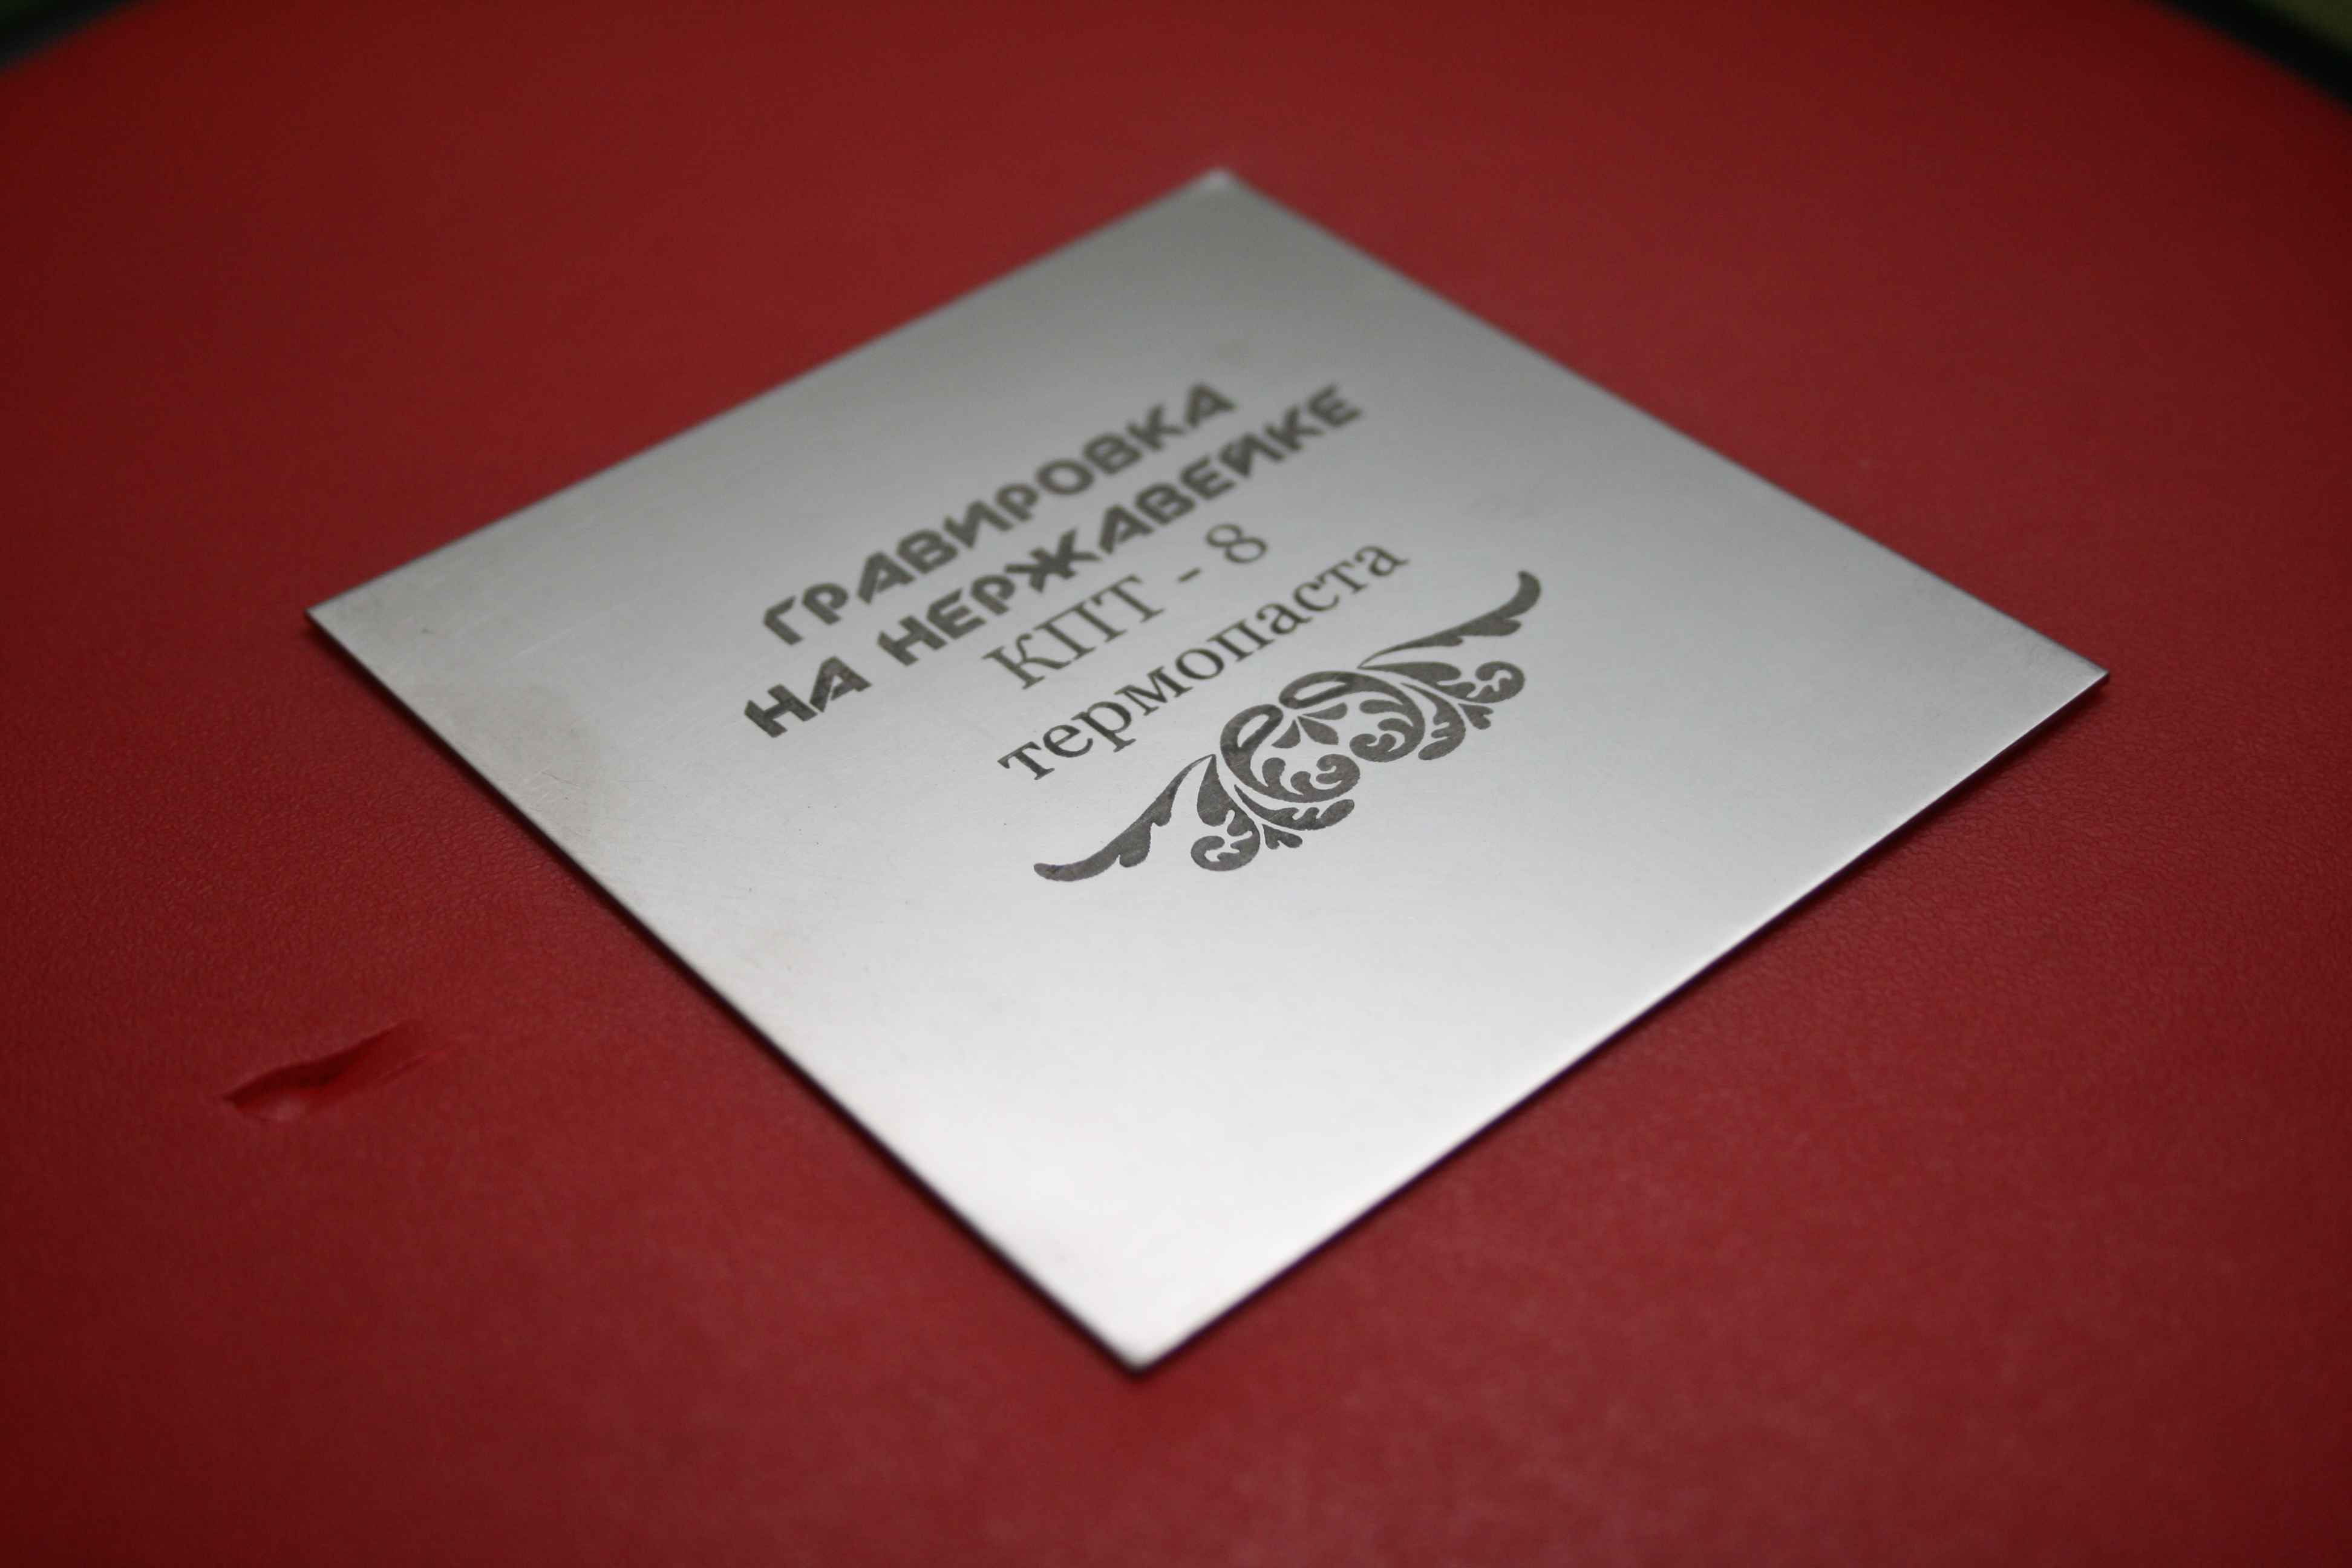 ГРАВИРОВКА
НА НЕРЖАВЕЙКЕ
КПТ - 8
термопаста